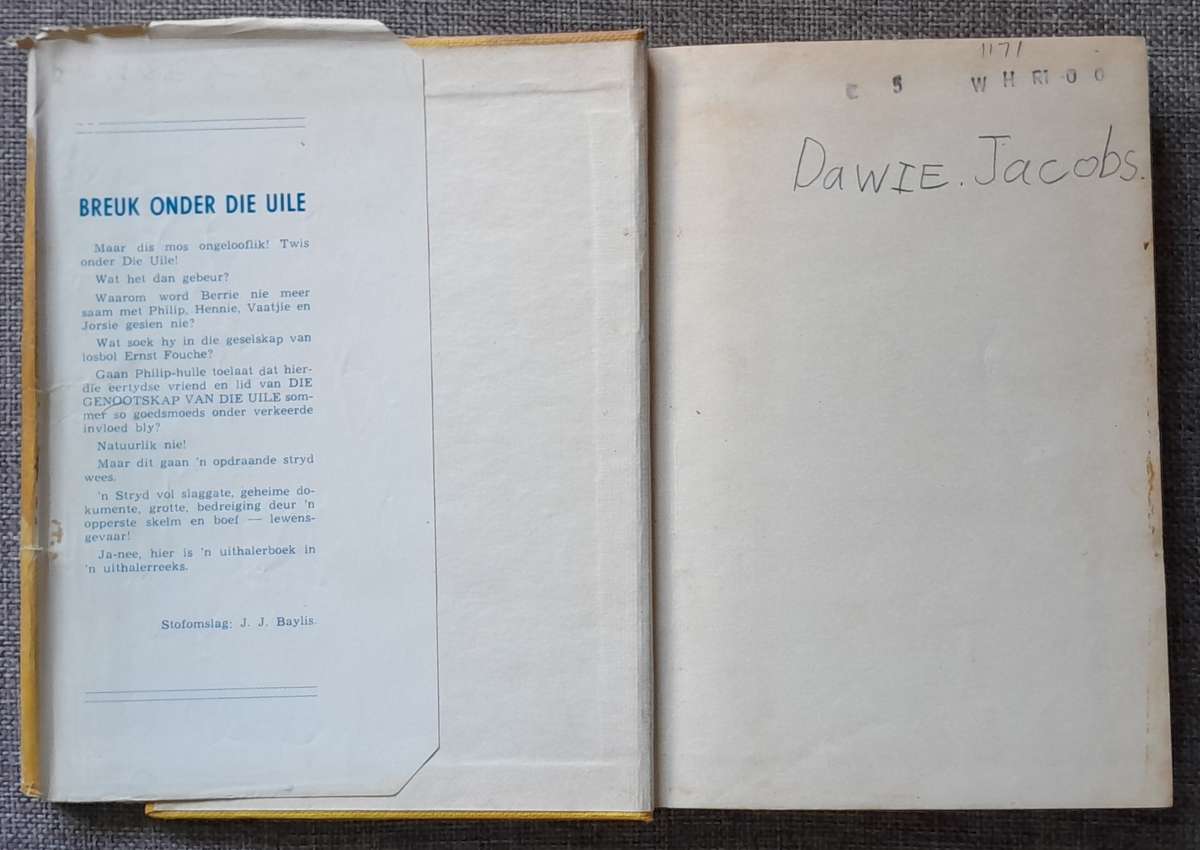 BREUK ONDER DIE UILE
Maar dis mos ongelooflik! Twis
onder Die Uile!
Wat het dan gebeur?
Waarom word Berrie nie meer
saam met Philip, Hennie, Vaatjie en
Jorsie gesien nie?
Wat soek hy in die geselskap van
losbol Ernst Fouche?
Gaan Philip-hulle toelaat dat hier-
die eertydse vriend en lid van DIE
GENOOTSKAP VAN DIE UILE som-
mer so goedsmoeds onder verkeerde
invloed bly?
Natuurlik nie!
Maar dit gaan 'n opdraande stryd
wees.
'n Stryd vol slaggate, geheime do-
kumente, grotte, bedreiging deur 'n
opperste skelm en boef — lewens-
gevaar!
Ja-nee, hier is 'n uithalerboek in
'n uithalerreeks.
Stofomslag: J. J. Baylis.
1171
C 5 W H R1 0 0
DaWIE. Jacobs.